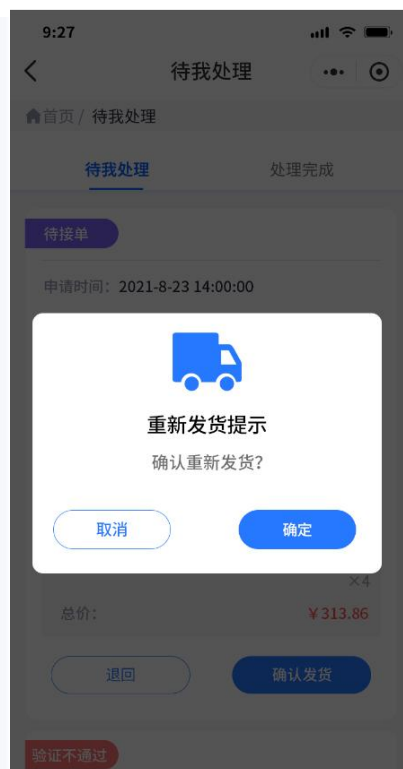 9:27
待我处理
首页 / 待我处理
待我处理 处理完成
待接单
申请时间：2021-8-23 14:00:00
重新发货提示
确认重新发货？
取消 确定
×4
总价： ￥313.86
退回 确认发货
验证不通过